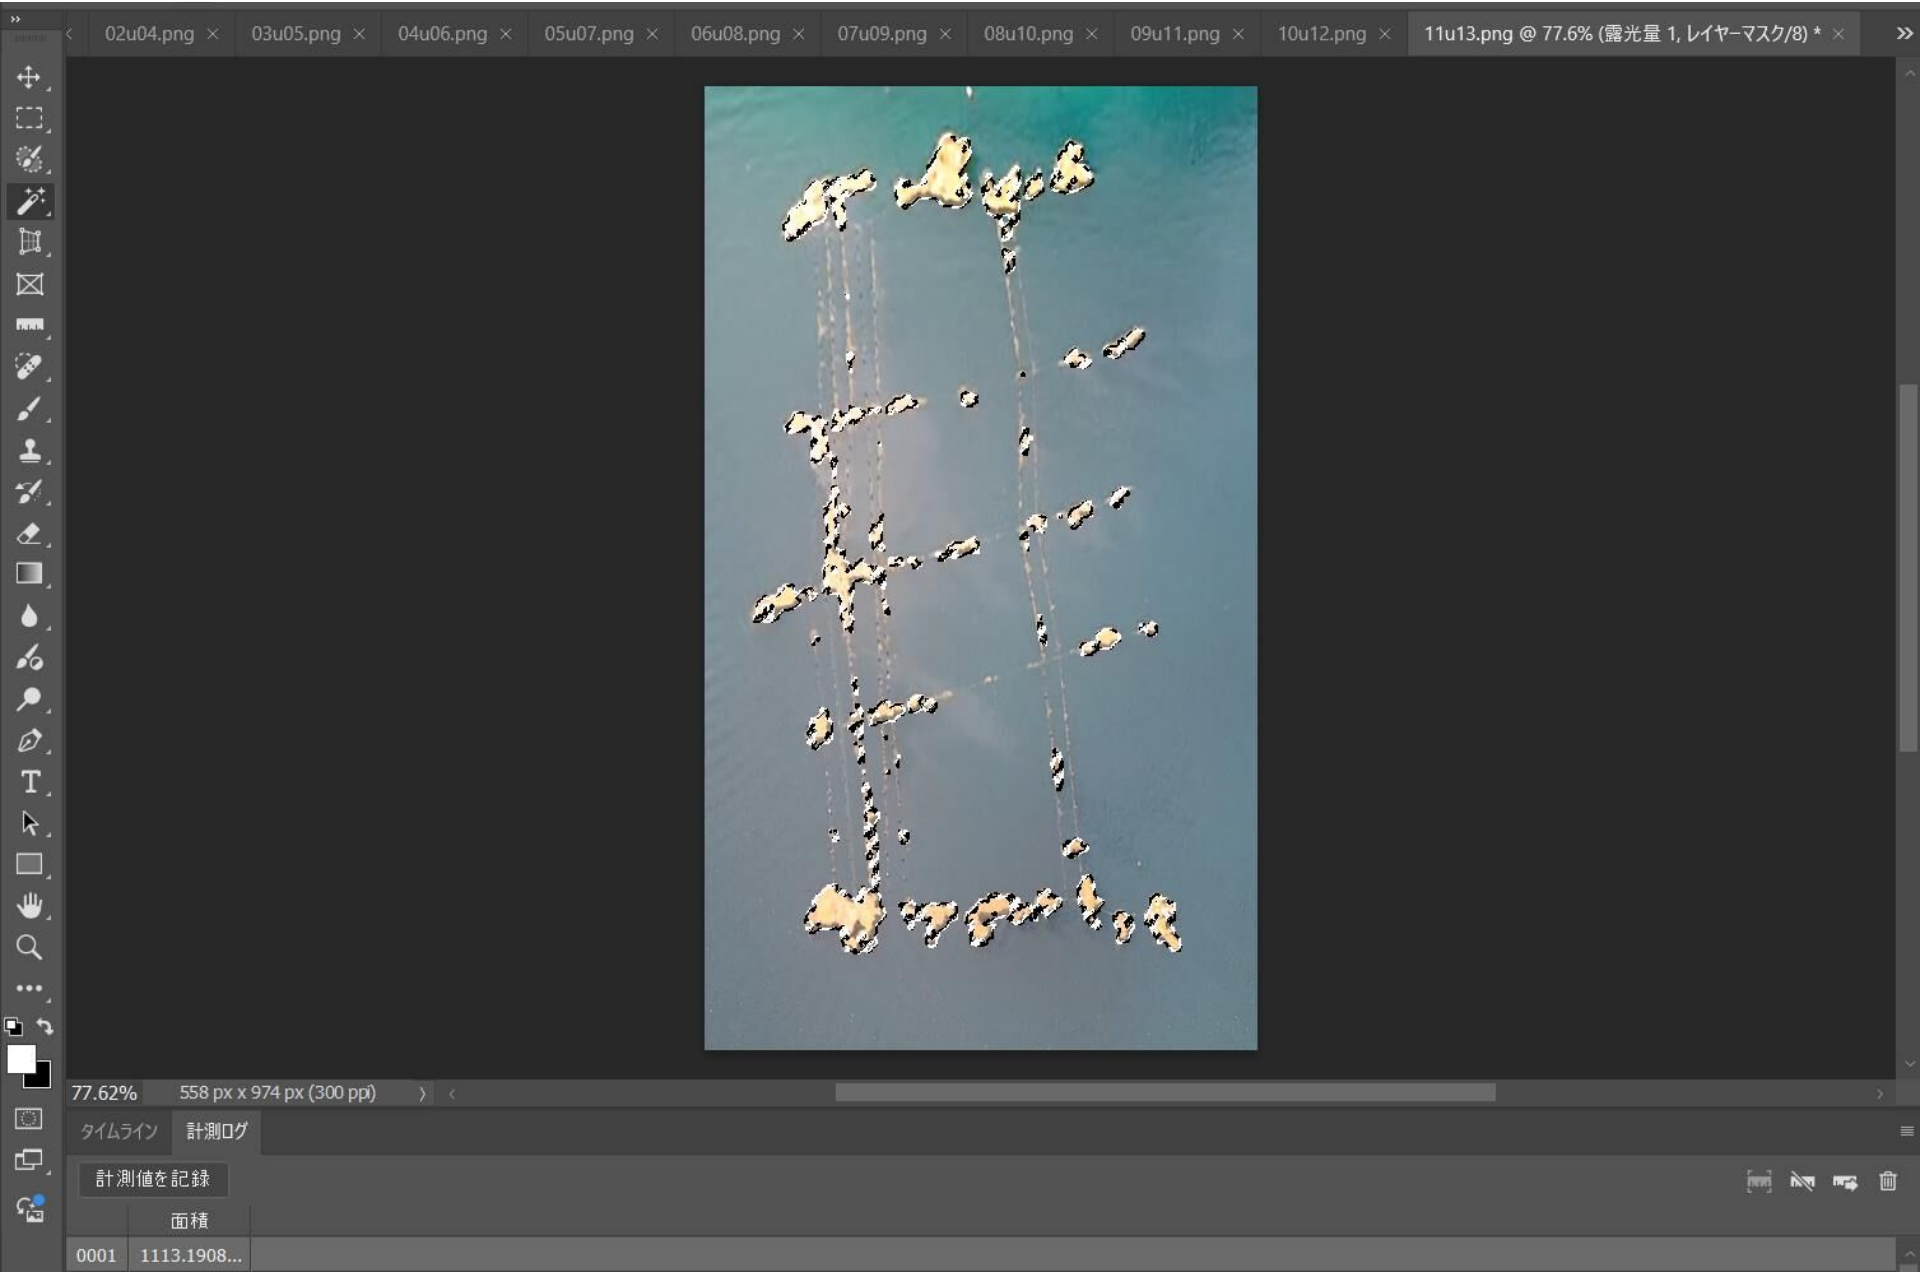 02u04.png × 03u05.png × 04u06.png × 05u07.png × 06u08.png × 07u09.png × 08u10.png × 09u11.png × 10u12.png × 11u13.png @ 77.6% (露光量 1, レイヤーマスク/8) * ×
77.62% 558 px x 974 px (300 ppi)
タイムライン 計測ログ
計測値を記録
面積
0001 1113.1908...